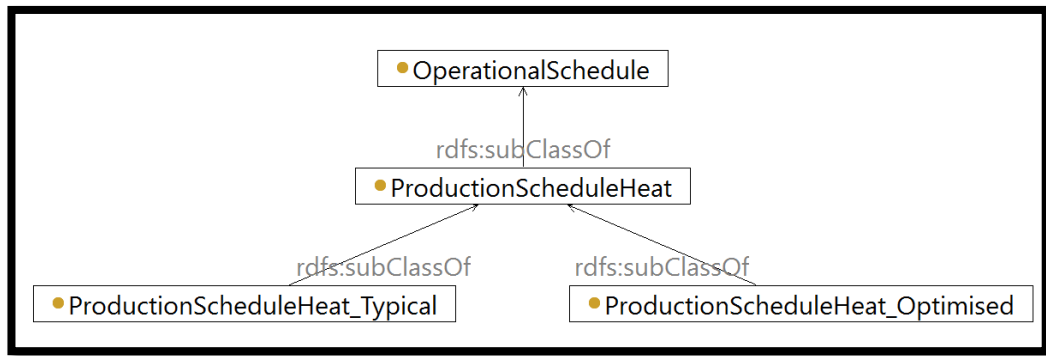 OperationalSchedule
rdfs:subClassOf
ProductionScheduleHeat
rdfs:subClassOf rdfs:subClassOf
ProductionScheduleHeat_Typical ProductionScheduleHeat_Optimised